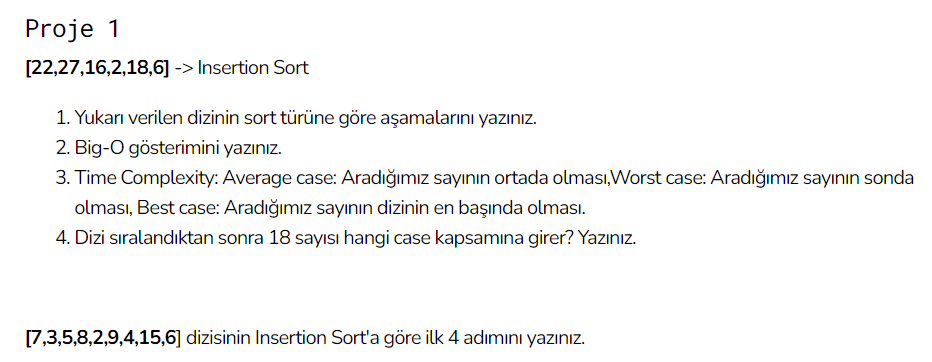 Proje 1
[22,27,16,2,18,6] -> Insertion Sort
1. Yukarı verilen dizinin sort türüne göre aşamalarını yazınız.
2. Big-O gösterimini yazınız.
3. Time Complexity: Average case: Aradığımız sayının ortada olması,Worst case: Aradığımız sayının sonda
olması, Best case: Aradığımız sayının dizinin en başında olması.
4. Dizi sıralandıktan sonra 18 sayısı hangi case kapsamına girer? Yazınız.
[7,3,5,8,2,9,4,15,6] dizisinin Insertion Sort'a göre ilk 4 adımını yazınız.